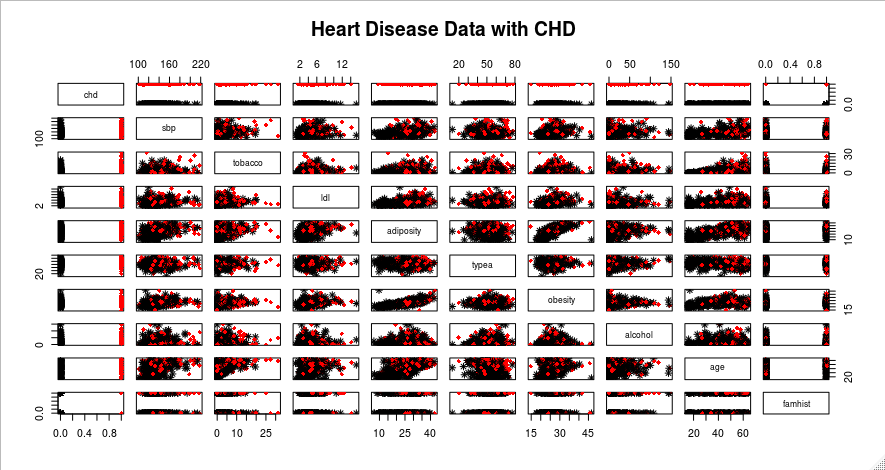 Heart Disease Data with CHD
100 160 220 2 6 12 20 50 80 0 50 150 0.0 0.4 0.8
chd 0.0
100 sbp
tobacco 0 30
2 ldl
adiposity 10
20 typea
obesity 15
0 alcohol
age 20
0.0 famhist
0.0 0.4 0.8 0 10 25 10 25 40 15 30 45 20 40 60